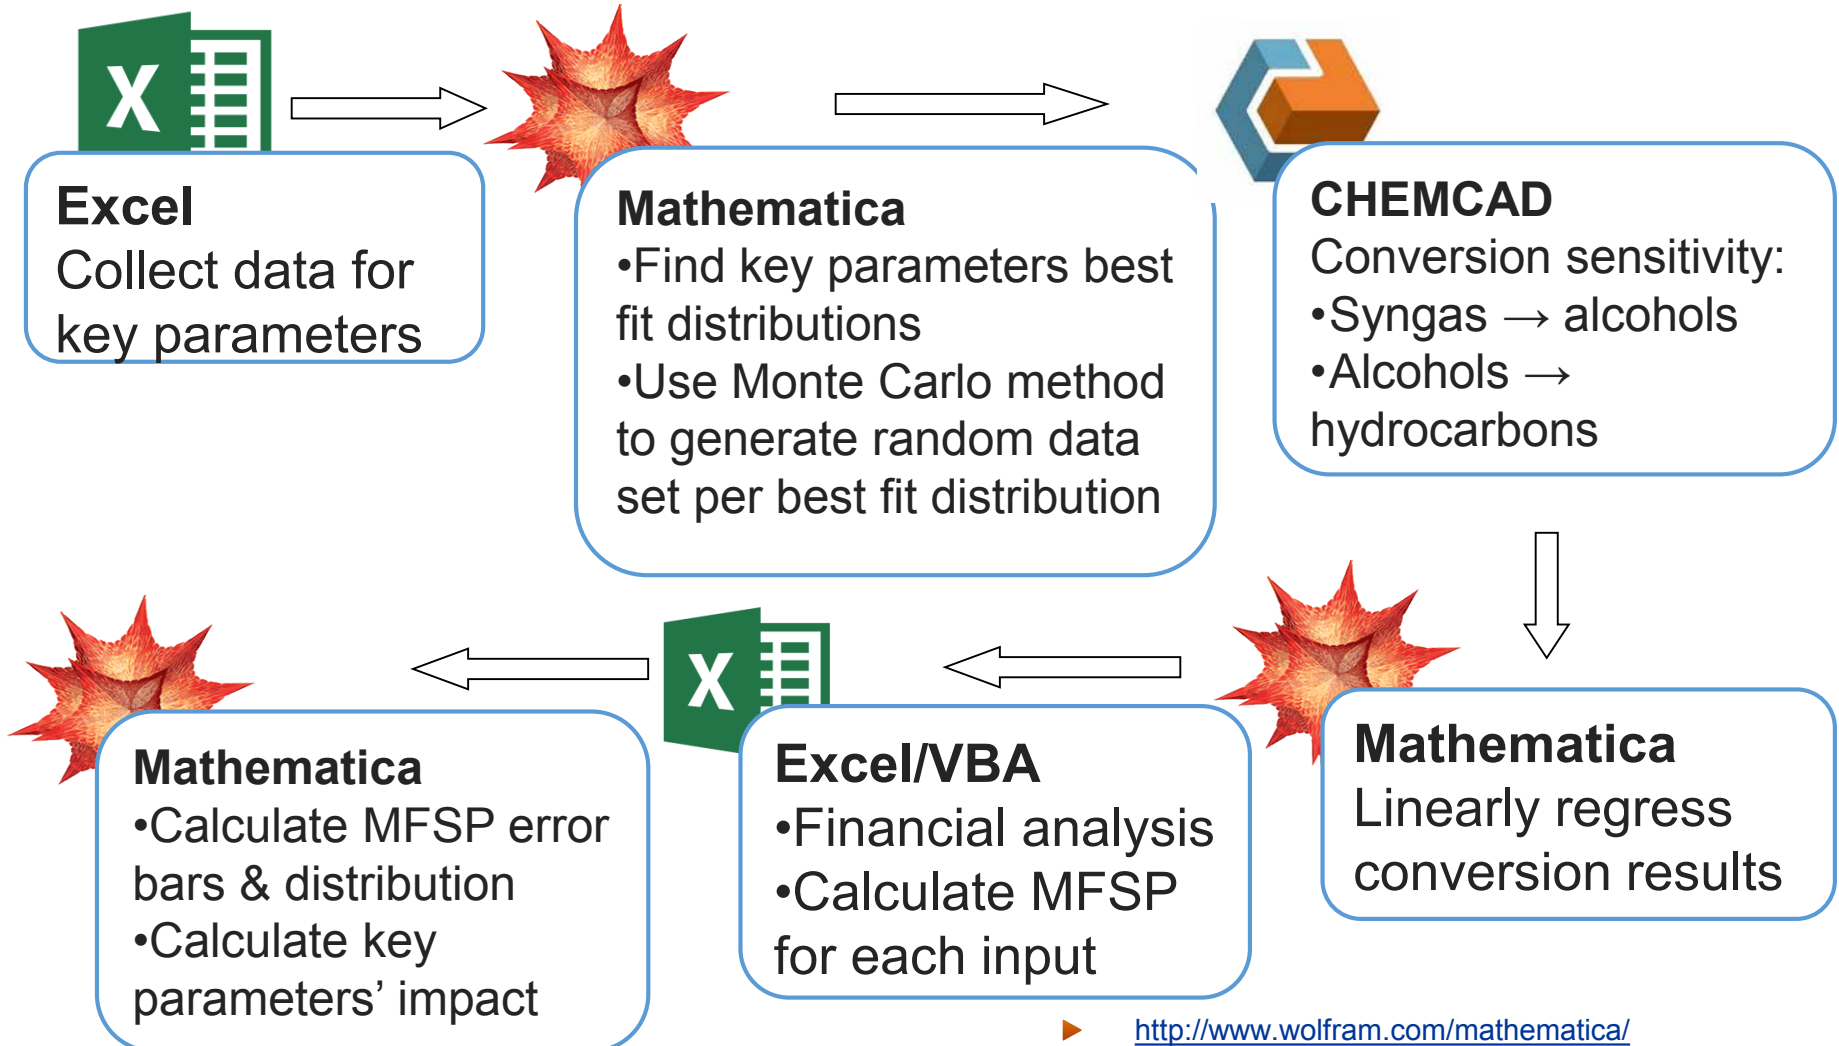 Excel
Collect data for
key parameters
Mathematica
•Find key parameters best
fit distributions
•Use Monte Carlo method
to generate random data
set per best fit distribution
CHEMCAD
Conversion sensitivity:
•Syngas → alcohols
•Alcohols →
hydrocarbons
Mathematica
Linearly regress
conversion results
Excel/VBA
•Financial analysis
•Calculate MFSP
for each input
Mathematica
•Calculate MFSP error
bars & distribution
•Calculate key
parameters’ impact
http://www.wolfram.com/mathematica/